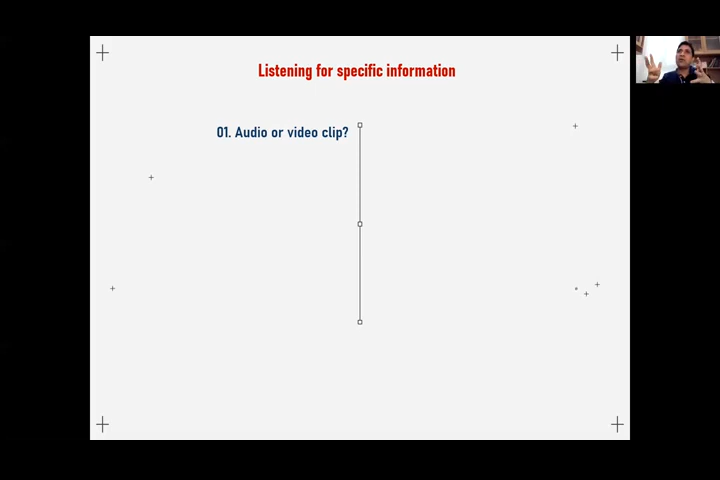 Listening for specific information
01. Audio or video clip?